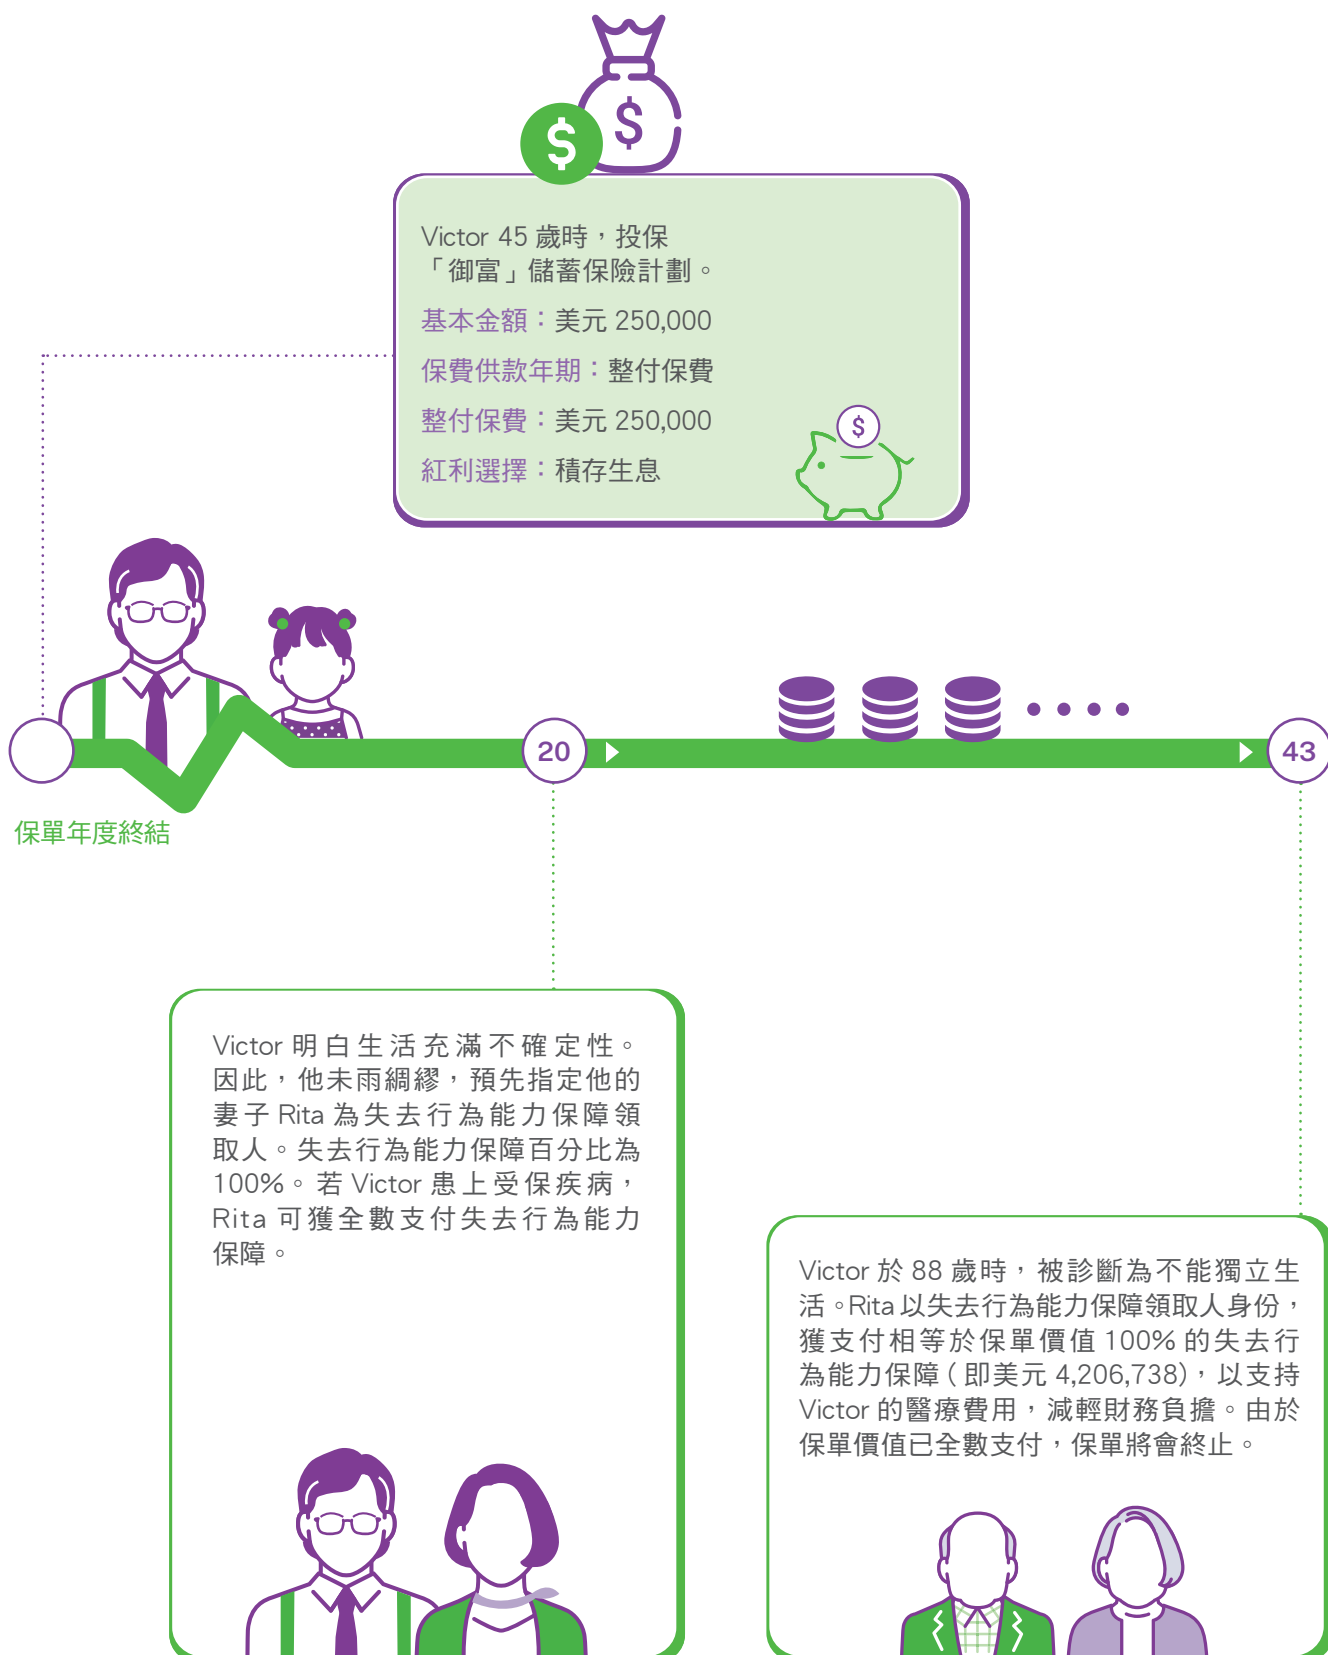 $
$
Victor 45 歲時，投保
「御富」儲蓄保險計劃。
基本金額：美元 250,000
保費供款年期：整付保費
整付保費：美元 250,000
紅利選擇：積存生息
$
20
43
保單年度終結
Victor 明白生活充滿不確定性。
因此，他未雨綢繆，預先指定他的
妻子 Rita 為失去行為能力保障領
取人。失去行為能力保障百分比為
100%。若 Victor 患上受保疾病，
Rita 可獲全數支付失去行為能力
保障。
Victor 於 88 歲時，被診斷為不能獨立生
活。Rita 以失去行為能力保障領取人身份，
獲支付相等於保單價值 100% 的失去行
為能力保障（即美元 4,206,738），以支持
Victor 的醫療費用，減輕財務負擔。由於
保單價值已全數支付，保單將會終止。